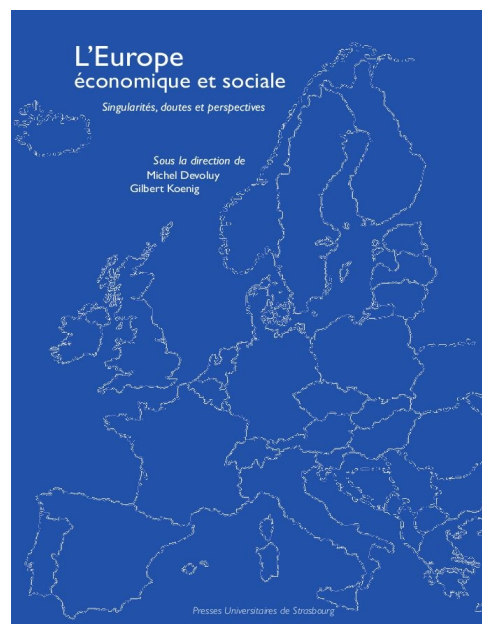 L'Europe
économique et sociale
Singularités, doutes et perspectives
Sous la direction de
Michel Devoluy
Gilbert Koenig
Presses Universitaires de Strasbourg